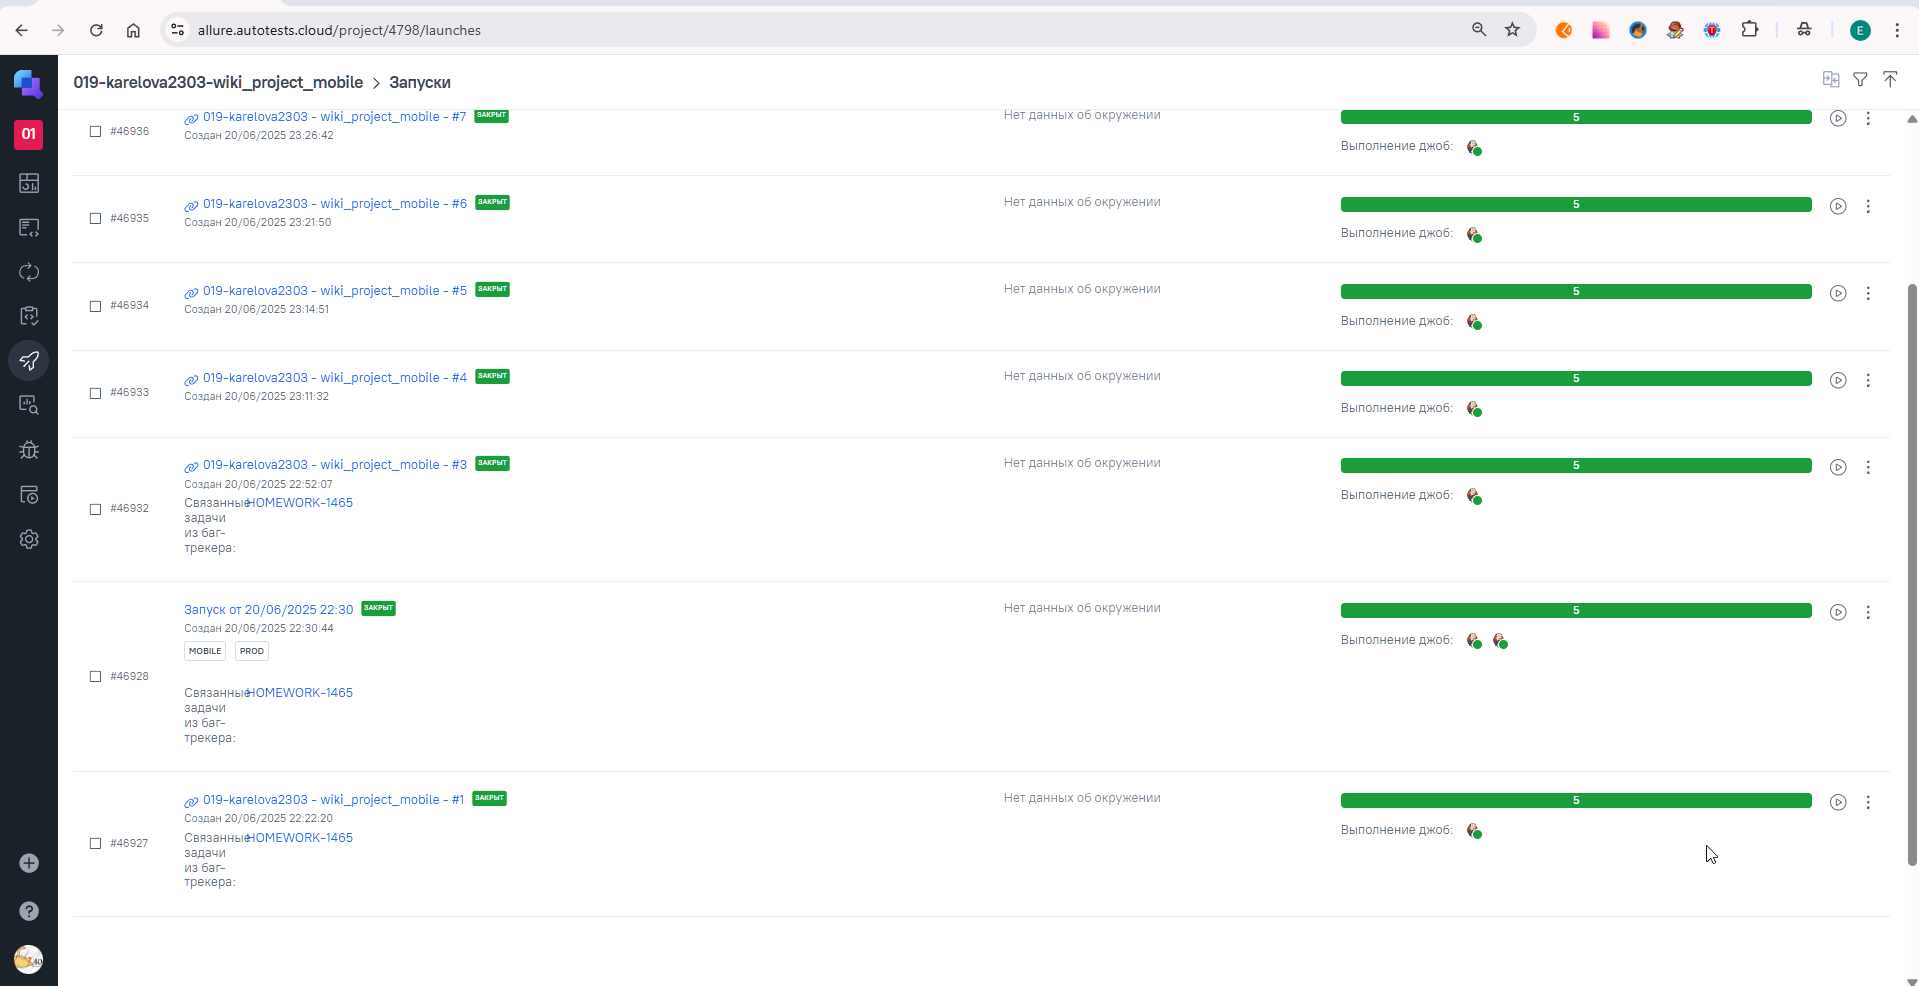 allure.autotests.cloud/project/4798/launches
E
019-karelova2303-wiki_project_mobile > Запуски
01
#46936
019-karelova2303 - wiki_project_mobile - #7 ЗАКРЫТ
Создан 20/06/2025 23:26:42
Нет данных об окружении
5
Выполнение джоб:
#46935
019-karelova2303 - wiki_project_mobile - #6 ЗАКРЫТ
Создан 20/06/2025 23:21:50
Нет данных об окружении
5
Выполнение джоб:
#46934
019-karelova2303 - wiki_project_mobile - #5 ЗАКРЫТ
Создан 20/06/2025 23:14:51
Нет данных об окружении
5
Выполнение джоб:
#46933
019-karelova2303 - wiki_project_mobile - #4 ЗАКРЫТ
Создан 20/06/2025 23:11:32
Нет данных об окружении
5
Выполнение джоб:
#46932
019-karelova2303 - wiki_project_mobile - #3 ЗАКРЫТ
Создан 20/06/2025 22:52:07
Связанные HOMEWORK-1465
задачи
из баг-
трекера:
Нет данных об окружении
5
Выполнение джоб:
#46928
Запуск от 20/06/2025 22:30 ЗАКРЫТ
Создан 20/06/2025 22:30:44
MOBILE PROD
Связанные HOMEWORK-1465
задачи
из баг-
трекера:
Нет данных об окружении
5
Выполнение джоб:
#46927
019-karelova2303 - wiki_project_mobile - #1 ЗАКРЫТ
Создан 20/06/2025 22:22:20
Связанные HOMEWORK-1465
задачи
из баг-
трекера:
Нет данных об окружении
5
Выполнение джоб: